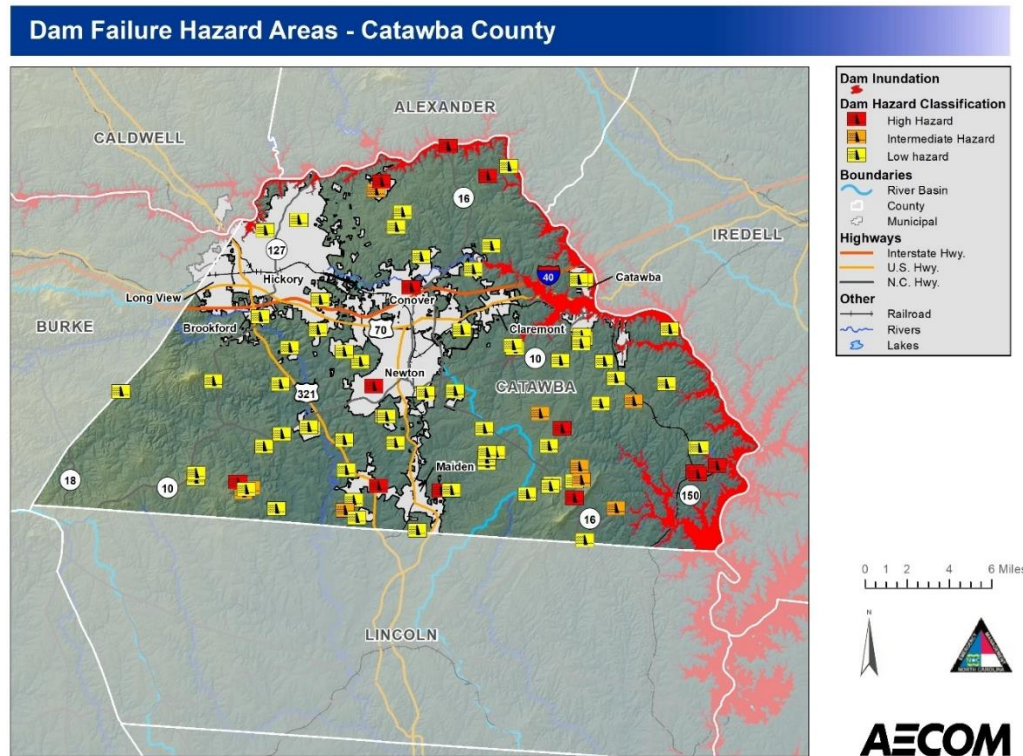 Dam Failure Hazard Areas - Catawba County
ALEXANDER
CALDWELL
16
IREDELL
127
Hickory
40
Catawba
Long View
Conover
BURKE
Brookford
70
Claremont
10
Newton
CATAWBA
321
Maiden
18
10
150
16
LINCOLN
Dam Inundation
Dam Hazard Classification
High Hazard
Intermediate Hazard
Low hazard
Boundaries
River Basin
County
Municipal
Highways
Interstate Hwy.
U.S. Hwy.
N.C. Hwy.
Other
Railroad
Rivers
Lakes
0 1 2 4 6 Miles
N
NORTH CAROLINA
AECOM